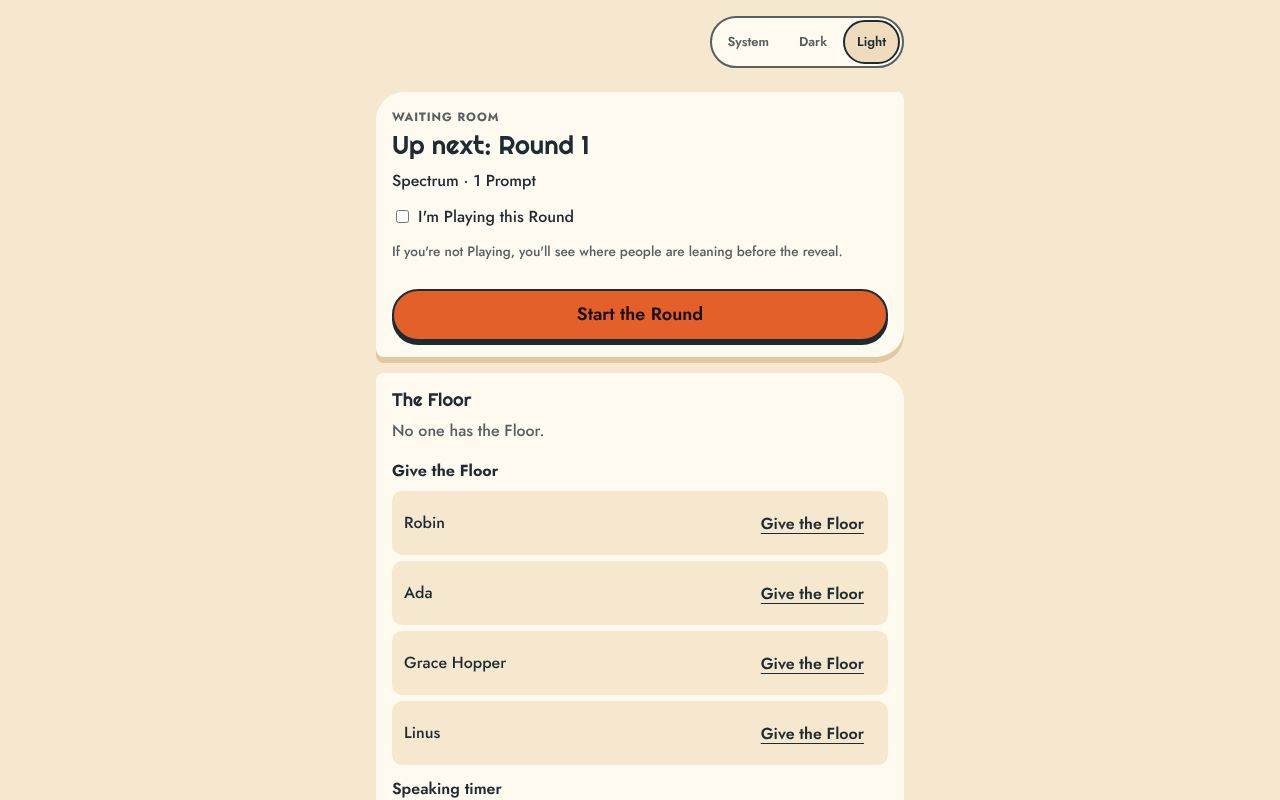 System Dark Light
WAITING ROOM
Up next: Round 1
Spectrum · 1 Prompt
I'm Playing this Round
If you're not Playing, you'll see where people are leaning before the reveal.
Start the Round
The Floor
No one has the Floor.
Give the Floor
Robin Give the Floor
Ada Give the Floor
Grace Hopper Give the Floor
Linus Give the Floor
Speaking timer